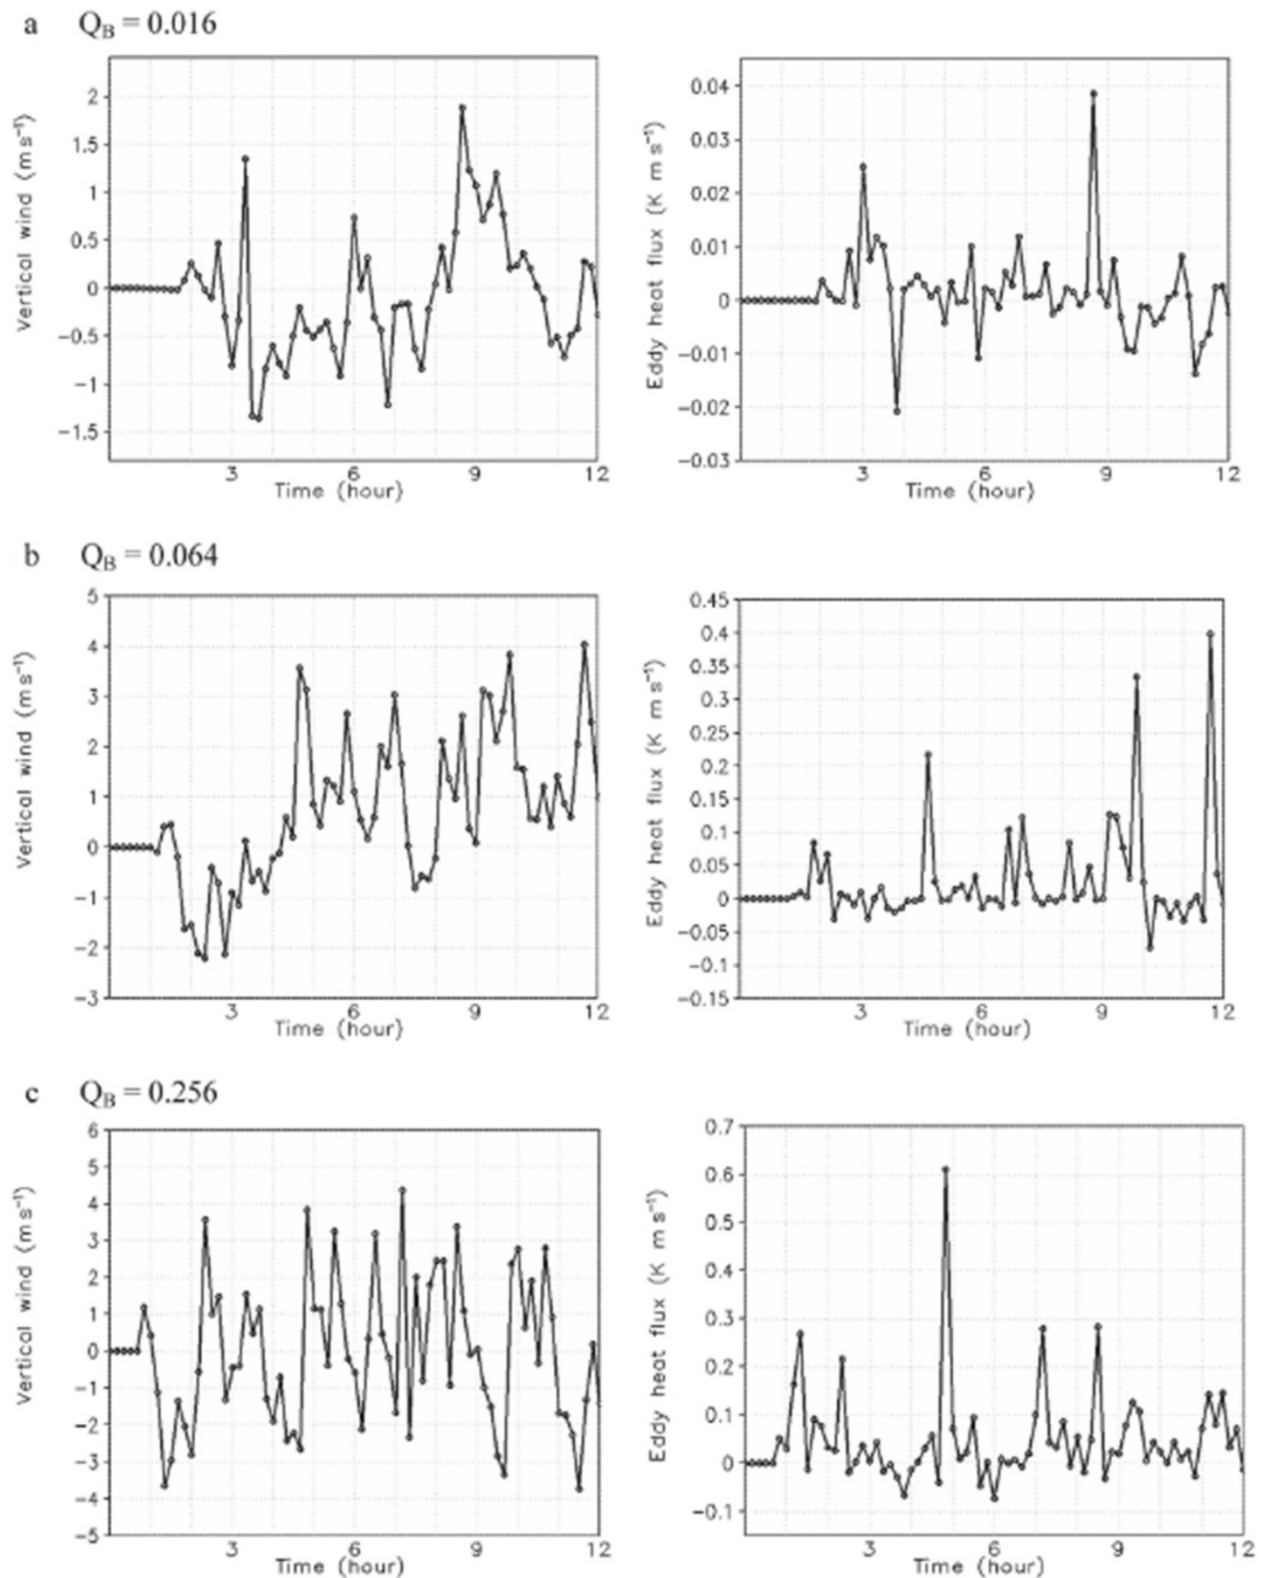 a Q_B = 0.016
Vertical wind (m s⁻¹)
2
1.5
1
0.5
0
−0.5
−1
−1.5
3 6 9 12
Time (hour)
Eddy heat flux (K m s⁻¹)
0.04
0.03
0.02
0.01
0
−0.01
−0.02
−0.03
3 6 9 12
Time (hour)
b Q_B = 0.064
Vertical wind (m s⁻¹)
5
4
3
2
1
0
−1
−2
−3
3 6 9 12
Time (hour)
Eddy heat flux (K m s⁻¹)
0.45
0.4
0.35
0.3
0.25
0.2
0.15
0.1
0.05
0
−0.05
−0.1
−0.15
3 6 9 12
Time (hour)
c Q_B = 0.256
Vertical wind (m s⁻¹)
6
5
4
3
2
1
0
−1
−2
−3
−4
−5
3 6 9 12
Time (hour)
Eddy heat flux (K m s⁻¹)
0.7
0.6
0.5
0.4
0.3
0.2
0.1
0
−0.1
3 6 9 12
Time (hour)